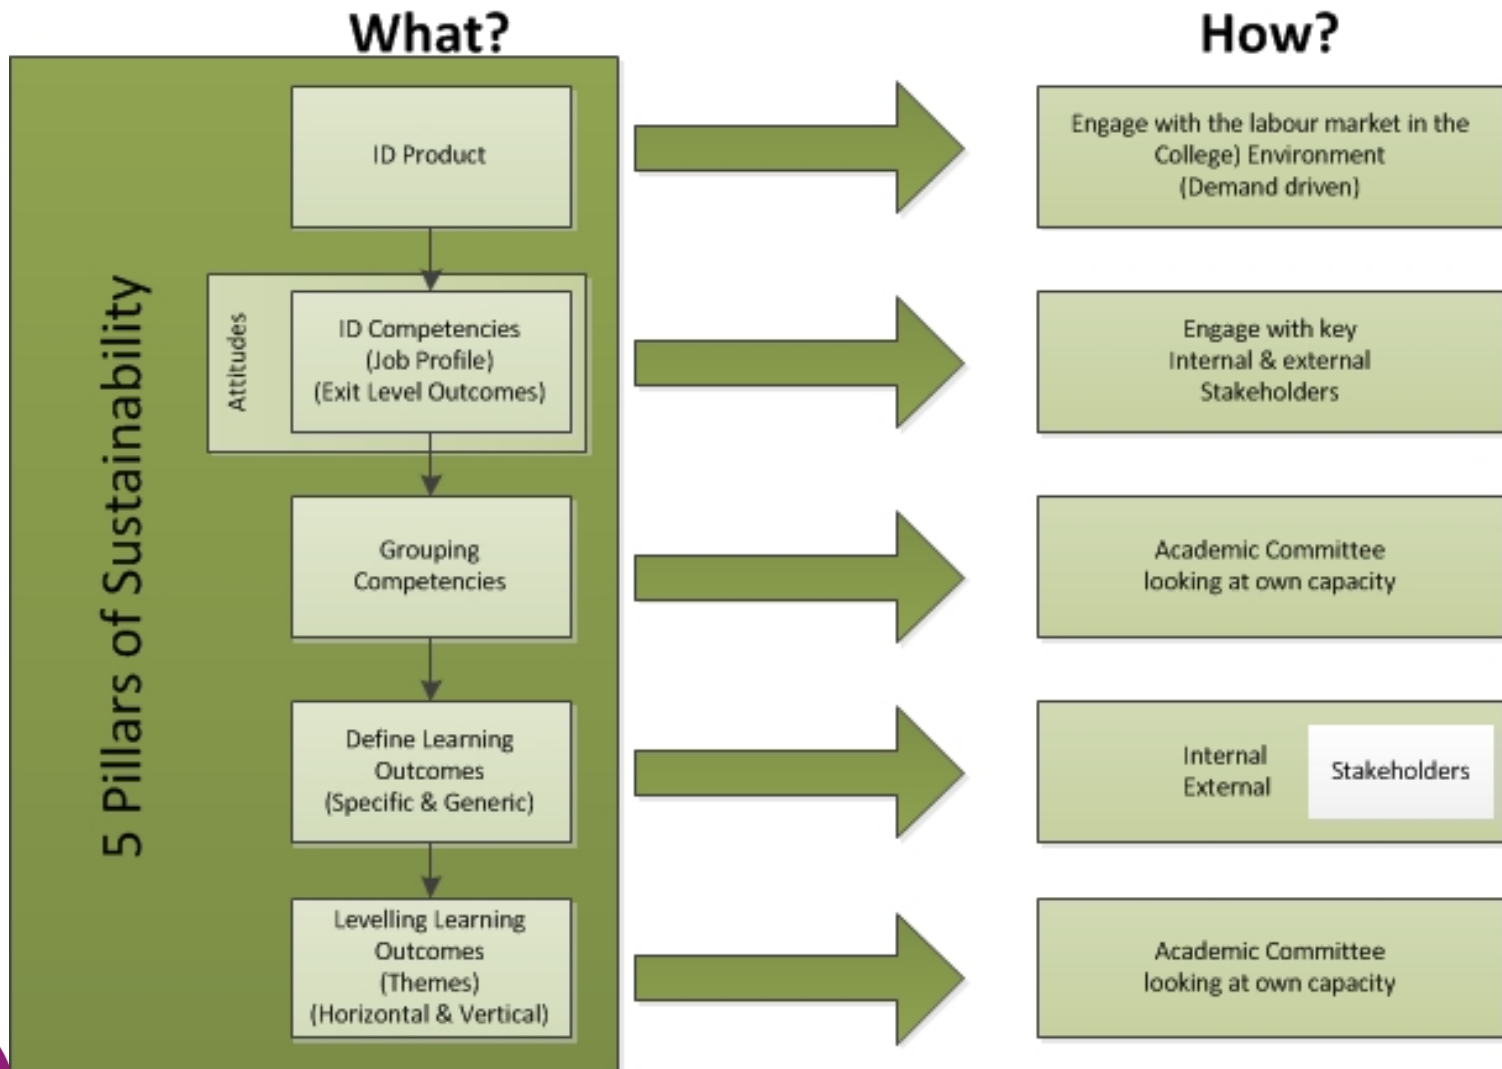 What?
How?
5 Pillars of Sustainability
ID Product
Engage with the labour market in the
College) Environment
(Demand driven)
Attitudes
ID Competencies
(Job Profile)
(Exit Level Outcomes)
Engage with key
Internal & external
Stakeholders
Grouping
Competencies
Academic Committee
looking at own capacity
Define Learning
Outcomes
(Specific & Generic)
Internal
External
Stakeholders
Levelling Learning
Outcomes
(Themes)
(Horizontal & Vertical)
Academic Committee
looking at own capacity